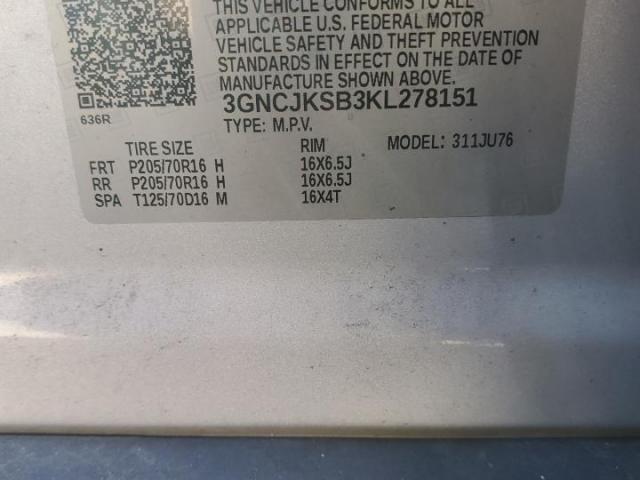 THIS VEHICLE CONFORMS TO ALL
APPLICABLE U.S. FEDERAL MOTOR
VEHICLE SAFETY AND THEFT PREVENTION
STANDARDS IN EFFECT ON THE DATE OF
MANUFACTURE SHOWN ABOVE.
3GNCJKSB3KL278151
636R
TYPE: M.P.V. MODEL: 311JU76
TIRE SIZE RIM
FRT P205/70R16 H 16X6.5J
RR P205/70R16 H 16X6.5J
SPA T125/70D16 M 16X4T